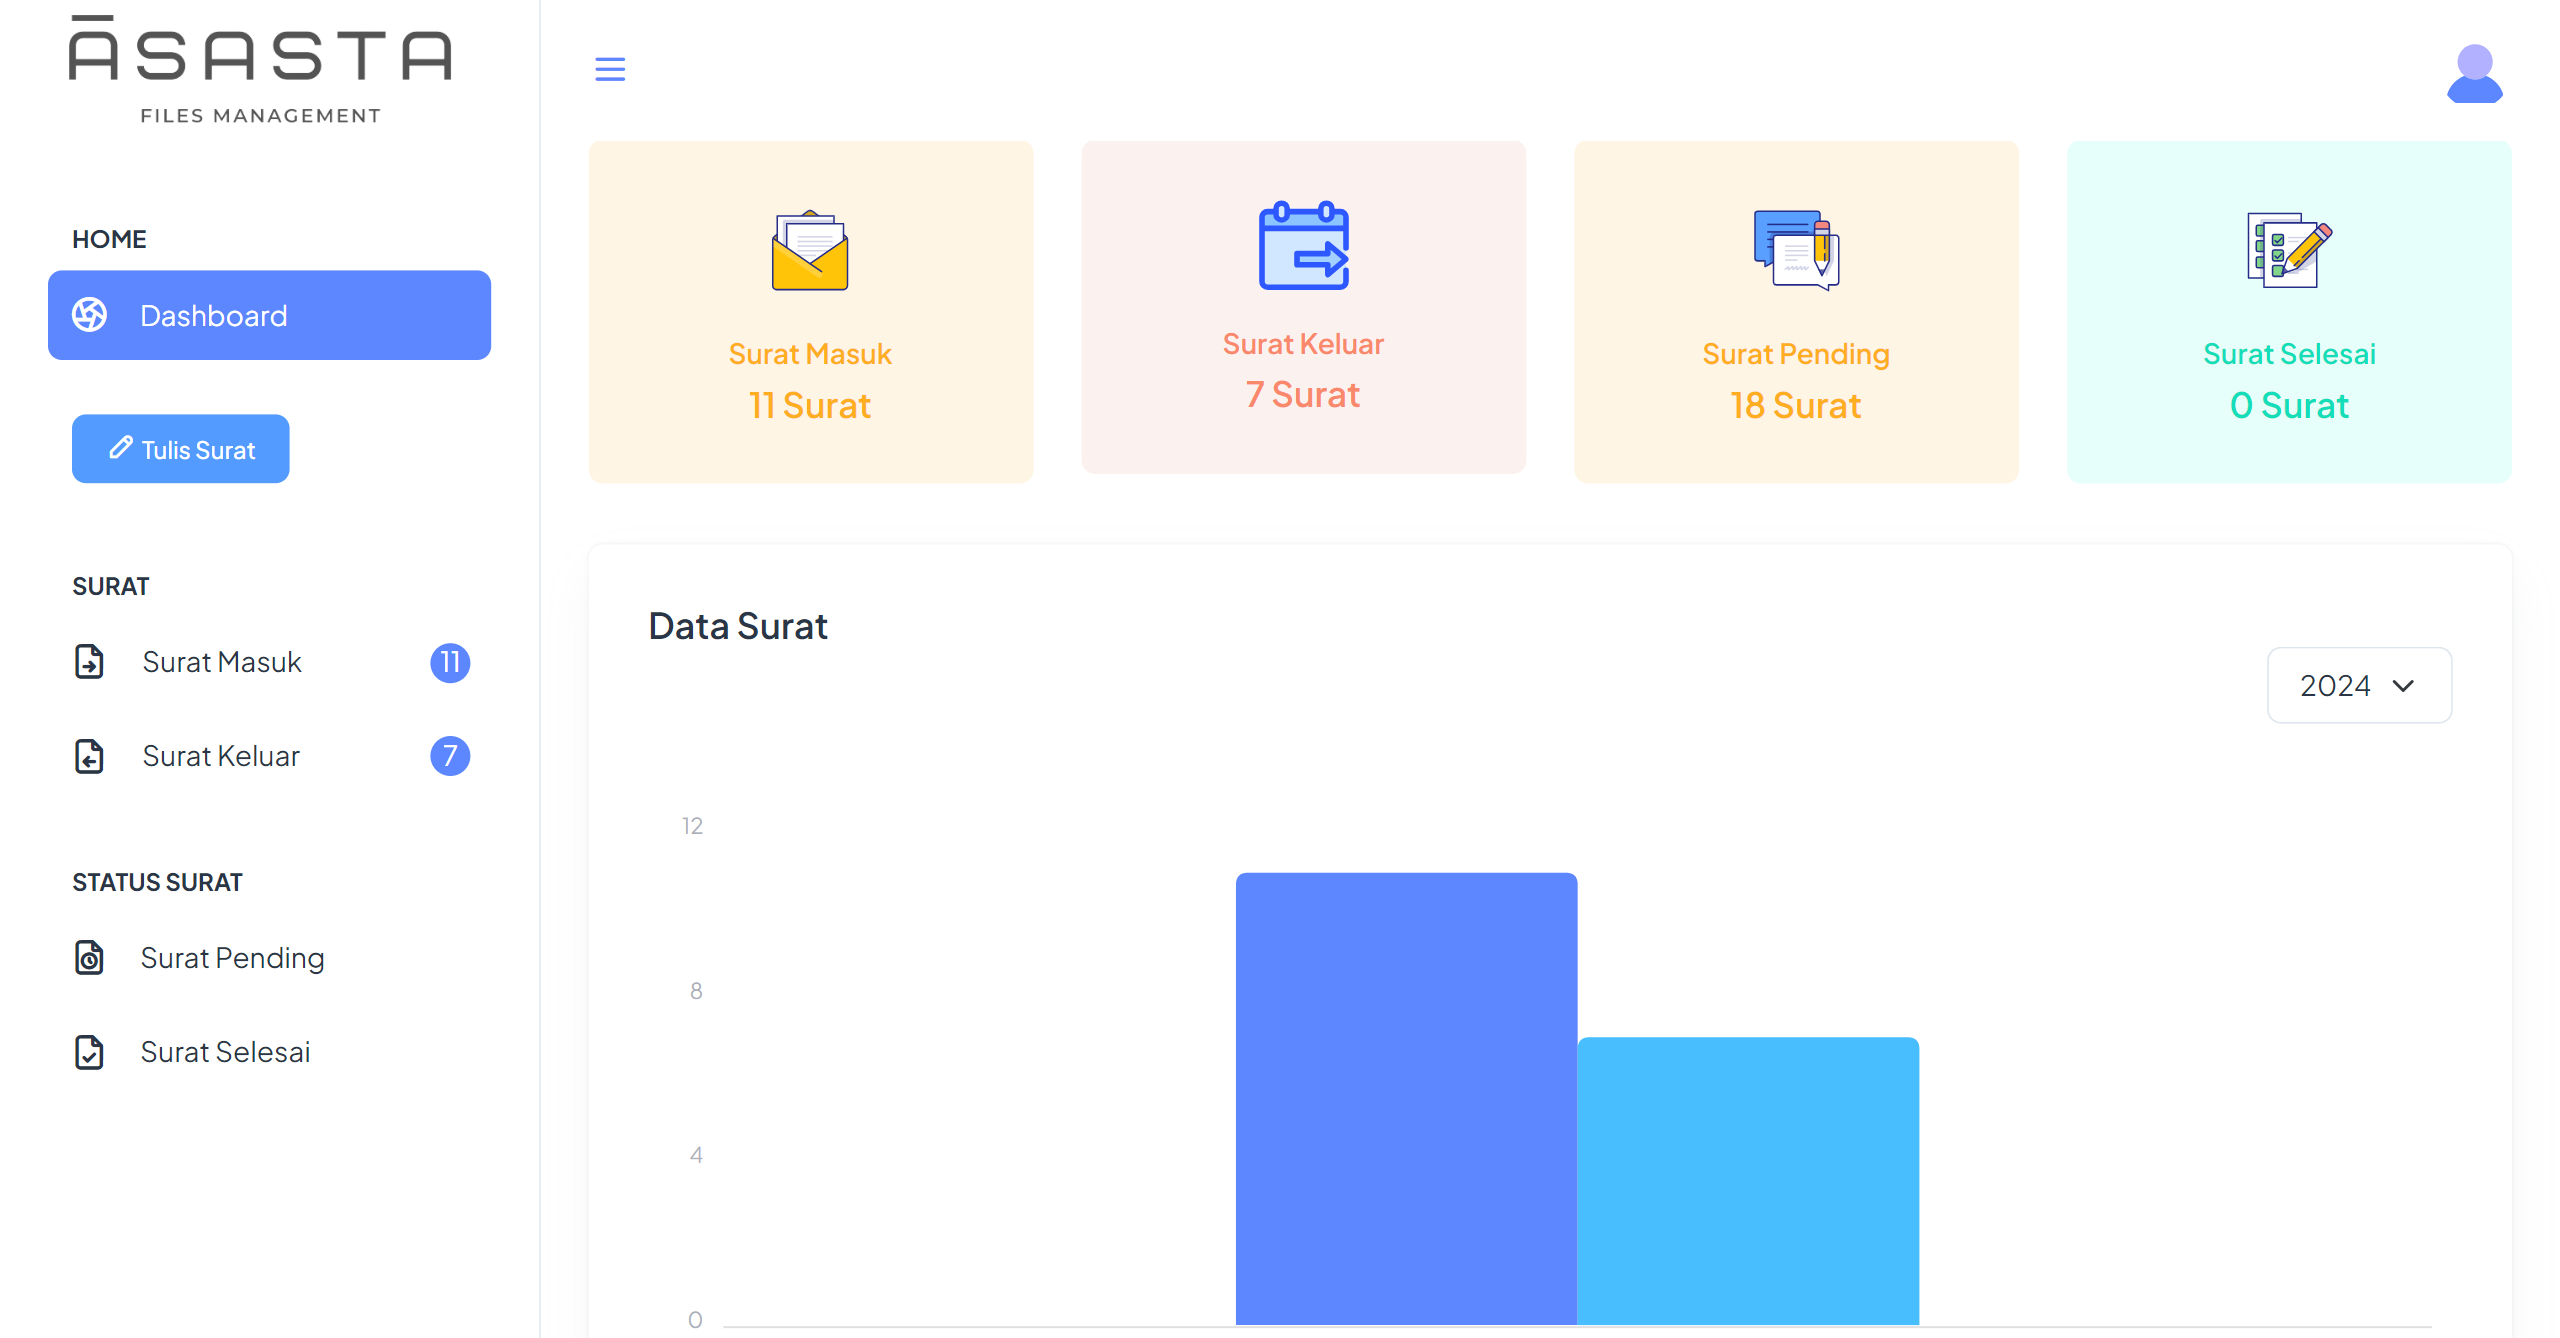 ĀSASTA
FILES MANAGEMENT
HOME
Dashboard
Tulis Surat
SURAT
Surat Masuk 11
Surat Keluar 7
STATUS SURAT
Surat Pending
Surat Selesai
Surat Masuk
11 Surat
Surat Keluar
7 Surat
Surat Pending
18 Surat
Surat Selesai
0 Surat
Data Surat
2024
12
8
4
0